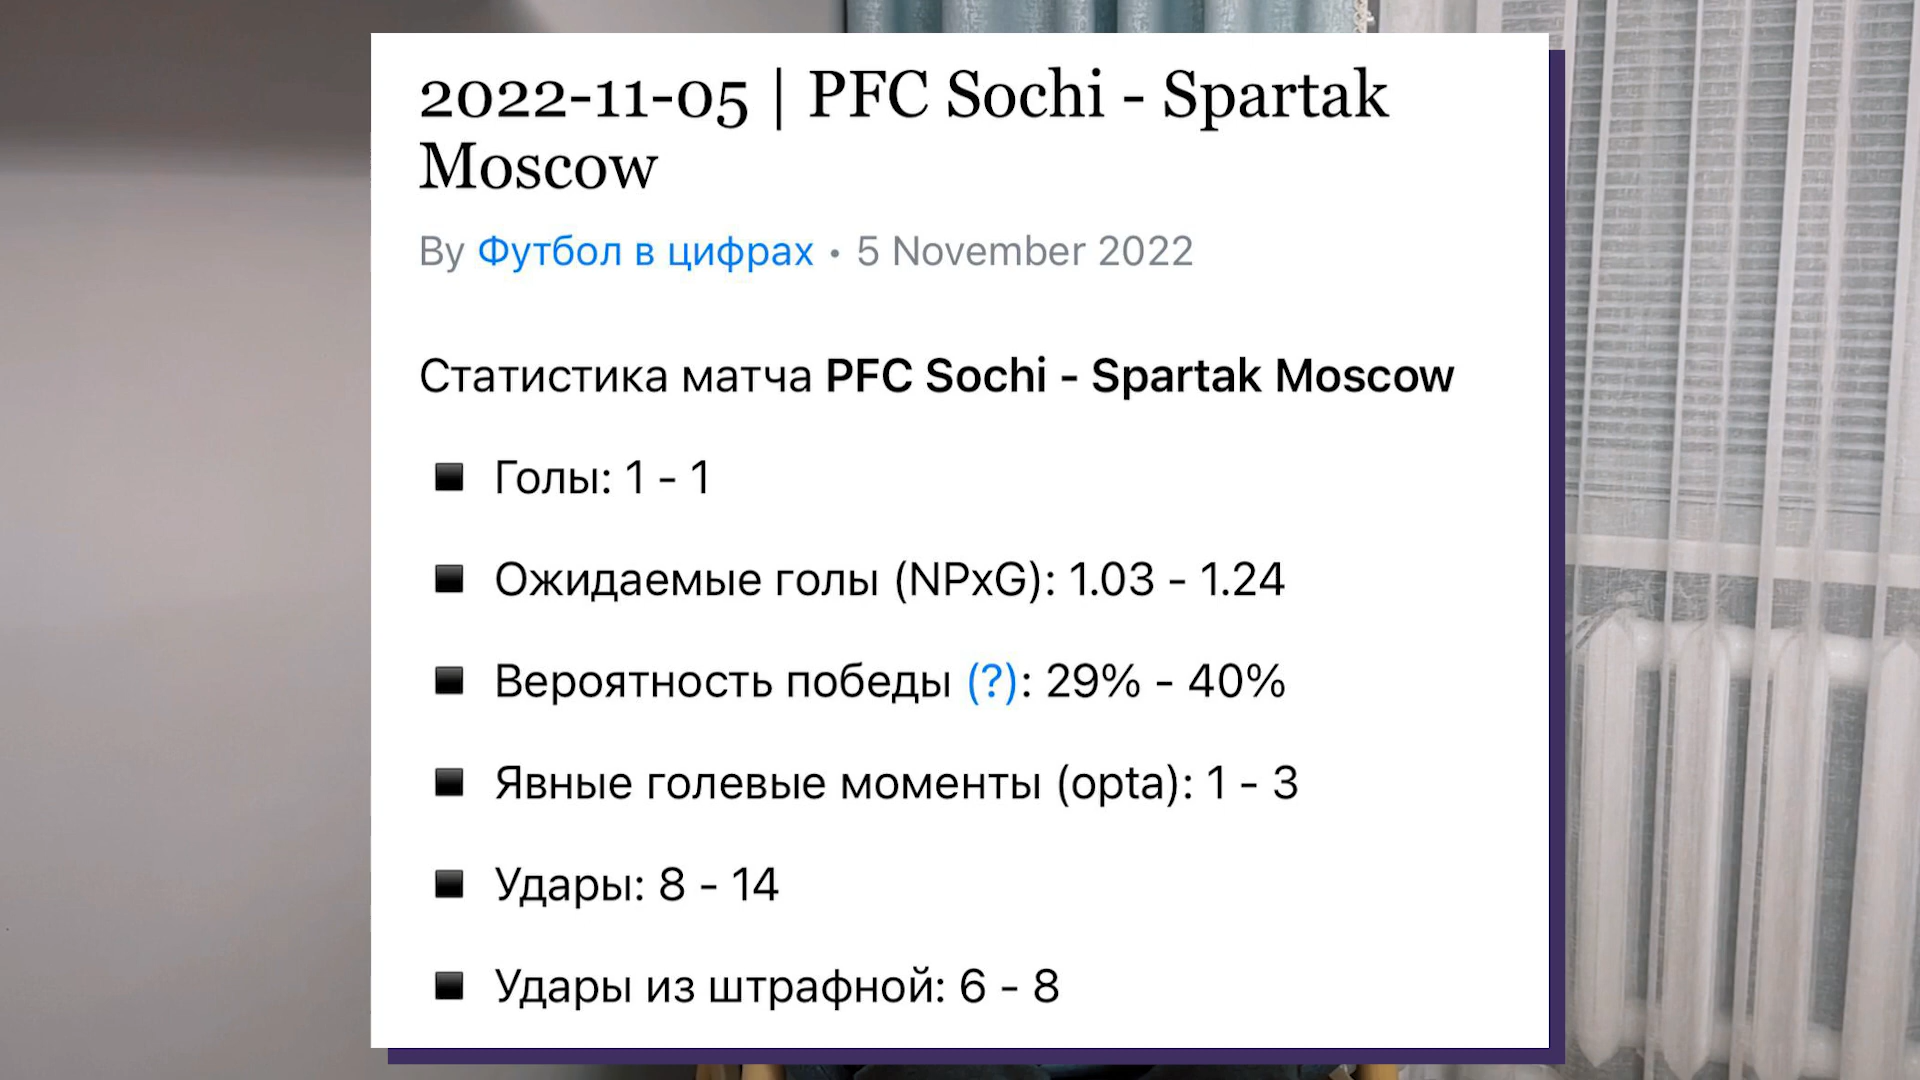 2022-11-05 | PFC Sochi - Spartak
Moscow
By Футбол в цифрах • 5 November 2022
Статистика матча PFC Sochi - Spartak Moscow
▪ Голы: 1 - 1
▪ Ожидаемые голы (NPxG): 1.03 - 1.24
▪ Вероятность победы (?): 29% - 40%
▪ Явные голевые моменты (opta): 1 - 3
▪ Удары: 8 - 14
▪ Удары из штрафной: 6 - 8